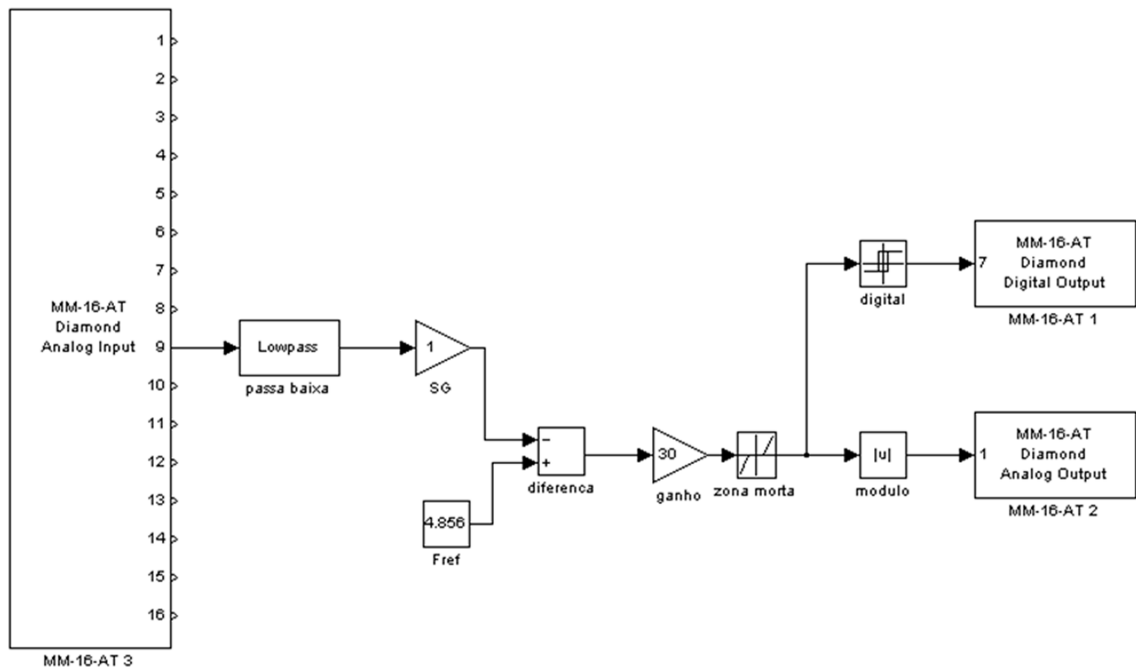 1
2
3
4
5
6
7
8
MM-16-AT
Diamond
Analog Input
9
10
11
12
13
14
15
16
MM-16-AT 3
Lowpass
passa baixa
1
SG
−
+
diferenca
4.856
Fref
30
ganho
zona morta
digital
7
MM-16-AT
Diamond
Digital Output
MM-16-AT 1
|u|
modulo
1
MM-16-AT
Diamond
Analog Output
MM-16-AT 2